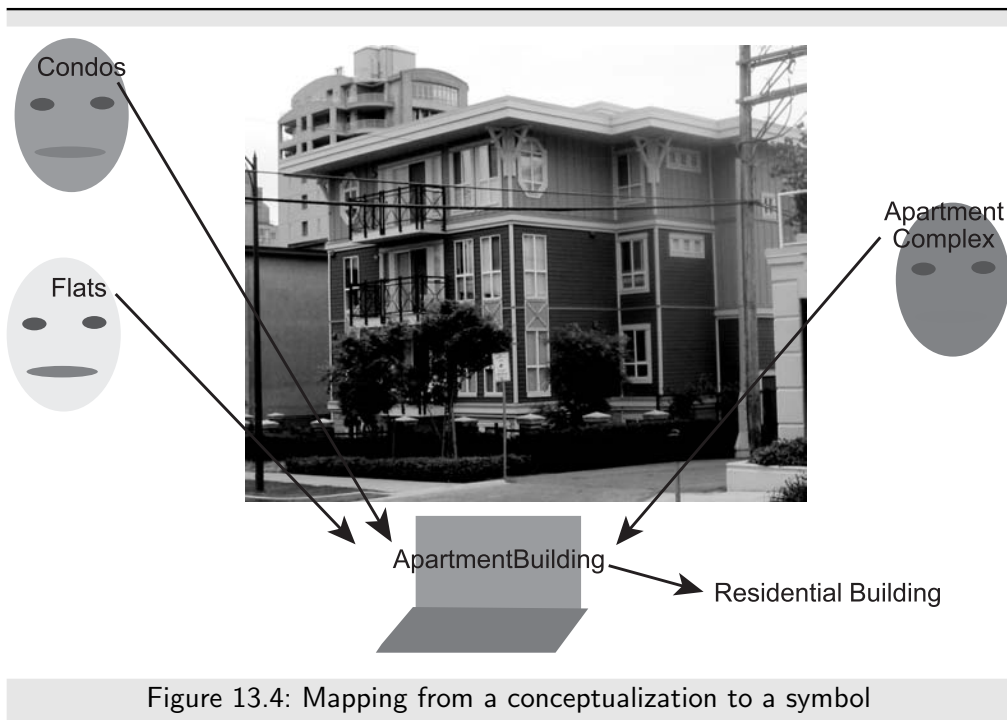 Condos
Flats
Apartment
Complex
ApartmentBuilding
Residential Building
Figure 13.4: Mapping from a conceptualization to a symbol